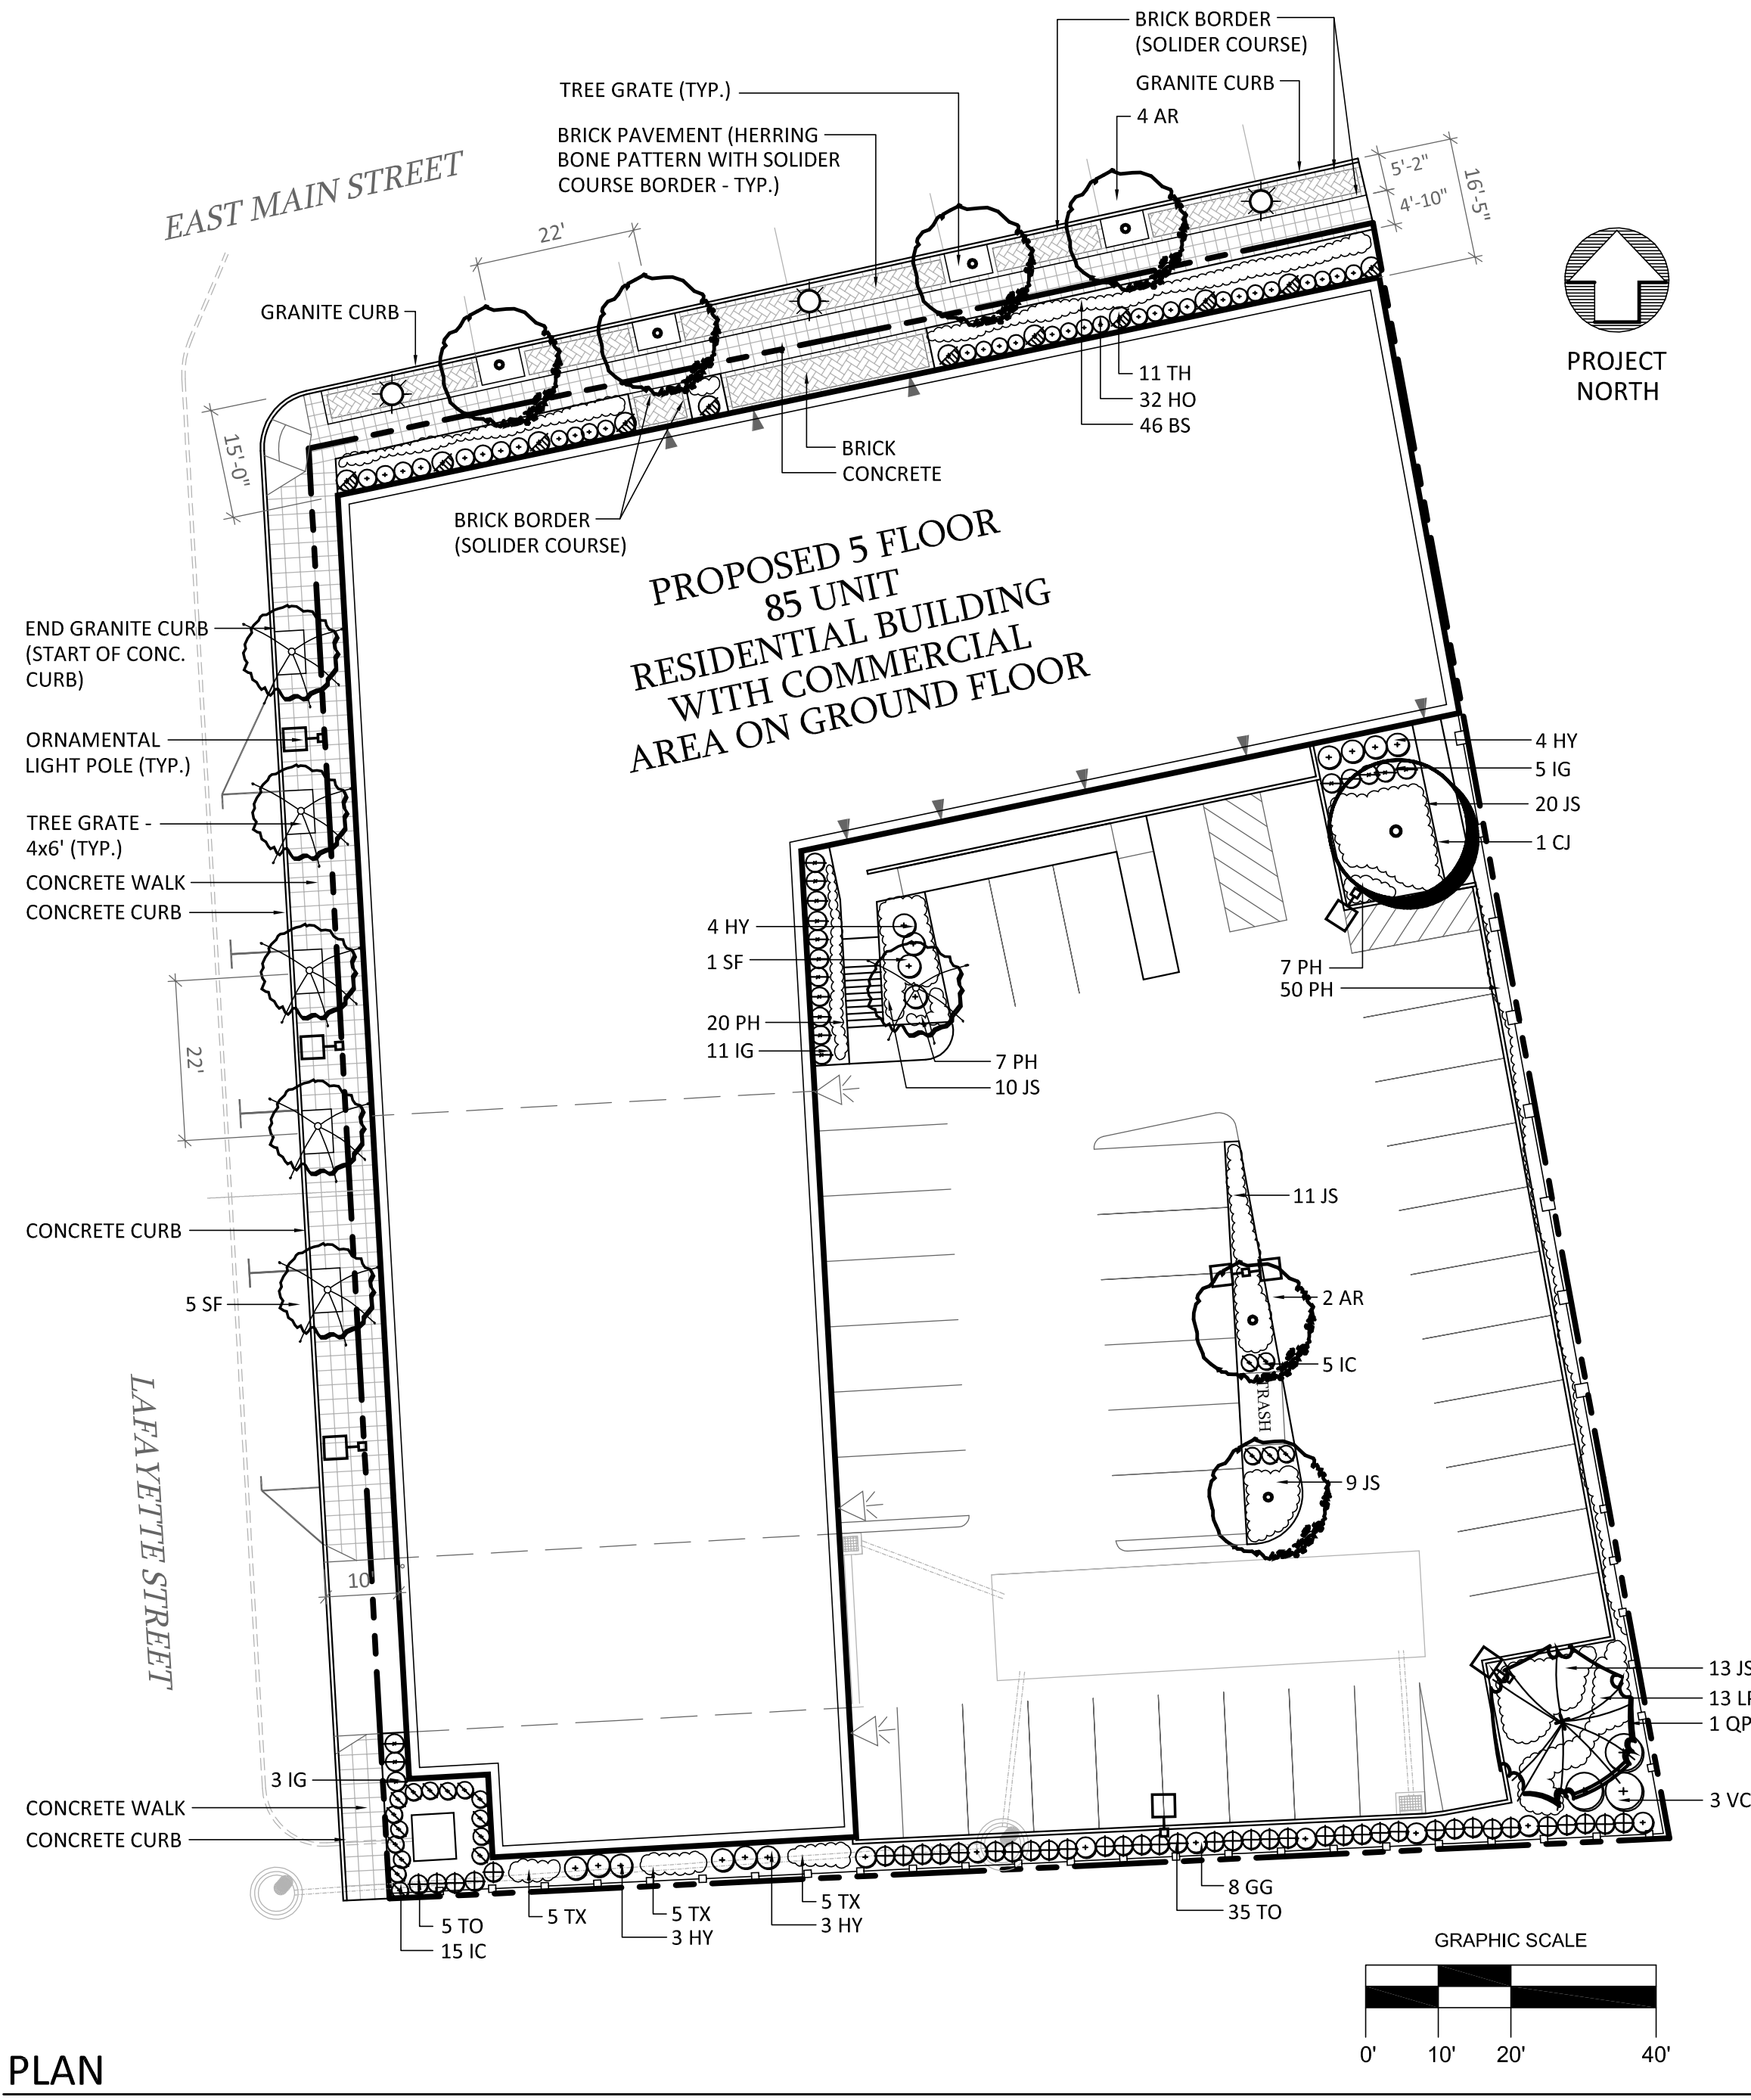 BRICK BORDER
(SOLIDER COURSE)
GRANITE CURB
4 AR
TREE GRATE (TYP.)
BRICK PAVEMENT (HERRING
BONE PATTERN WITH SOLIDER
COURSE BORDER - TYP.)
EAST MAIN STREET
22'
5'-2"
4'-10"
16'-5"
PROJECT
NORTH
GRANITE CURB
15'-0"
11 TH
32 HO
46 BS
BRICK
CONCRETE
BRICK BORDER
(SOLIDER COURSE)
PROPOSED 5 FLOOR
85 UNIT
RESIDENTIAL BUILDING
WITH COMMERCIAL
AREA ON GROUND FLOOR
END GRANITE CURB
(START OF CONC.
CURB)
ORNAMENTAL
LIGHT POLE (TYP.)
TREE GRATE -
4x6' (TYP.)
CONCRETE WALK
CONCRETE CURB
22'
CONCRETE CURB
5 SF
LAFAYETTE STREET
10'
4 HY
5 IG
20 JS
1 CJ
7 PH
50 PH
4 HY
1 SF
20 PH
11 IG
7 PH
10 JS
11 JS
2 AR
5 IC
TRASH
9 JS
13 JS
13 LP
1 QP
3 VC
3 IG
CONCRETE WALK
CONCRETE CURB
5 TO
15 IC
5 TX
5 TX
3 HY
5 TX
3 HY
8 GG
35 TO
GRAPHIC SCALE
0' 10' 20' 40'
PLAN